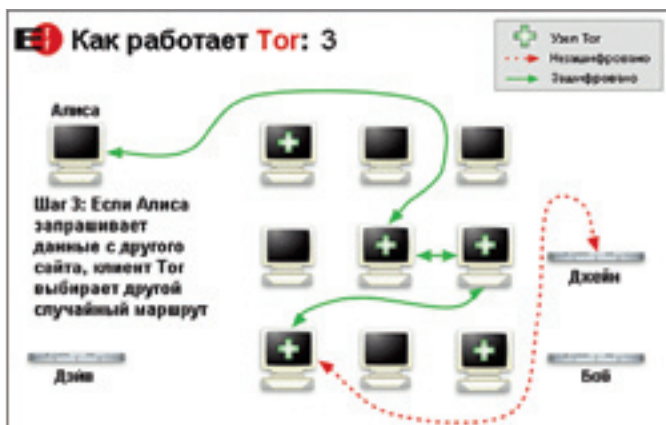 Как работает Tor: 3
Узел Tor
Незашифровано
Зашифровано
Алиса
Шаг 3: Если Алиса
запрашивает
данные с другого
сайта, клиент Tor
выбирает другой
случайный маршрут
Джейн
Дэйв
Боб